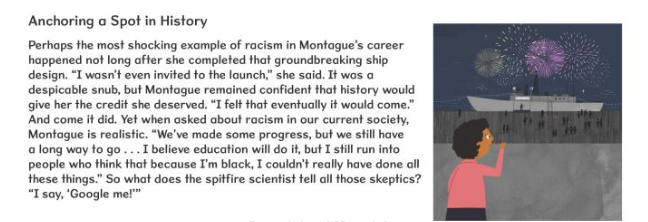 Anchoring a Spot in History
Perhaps the most shocking example of racism in Montague's career
happened not long after she completed that groundbreaking ship
design. “I wasn't even invited to the launch,” she said. It was a
despicable snub, but Montague remained confident that history would
give her the credit she deserved. “I felt that eventually it would come.”
And come it did. Yet when asked about racism in our current society,
Montague is realistic. “We've made some progress, but we still have
a long way to go . . . I believe education will do it, but I still run into
people who think that because I'm black, I couldn't really have done all
these things.” So what does the spitfire scientist tell all those skeptics?
“I say, ‘Google me!’”